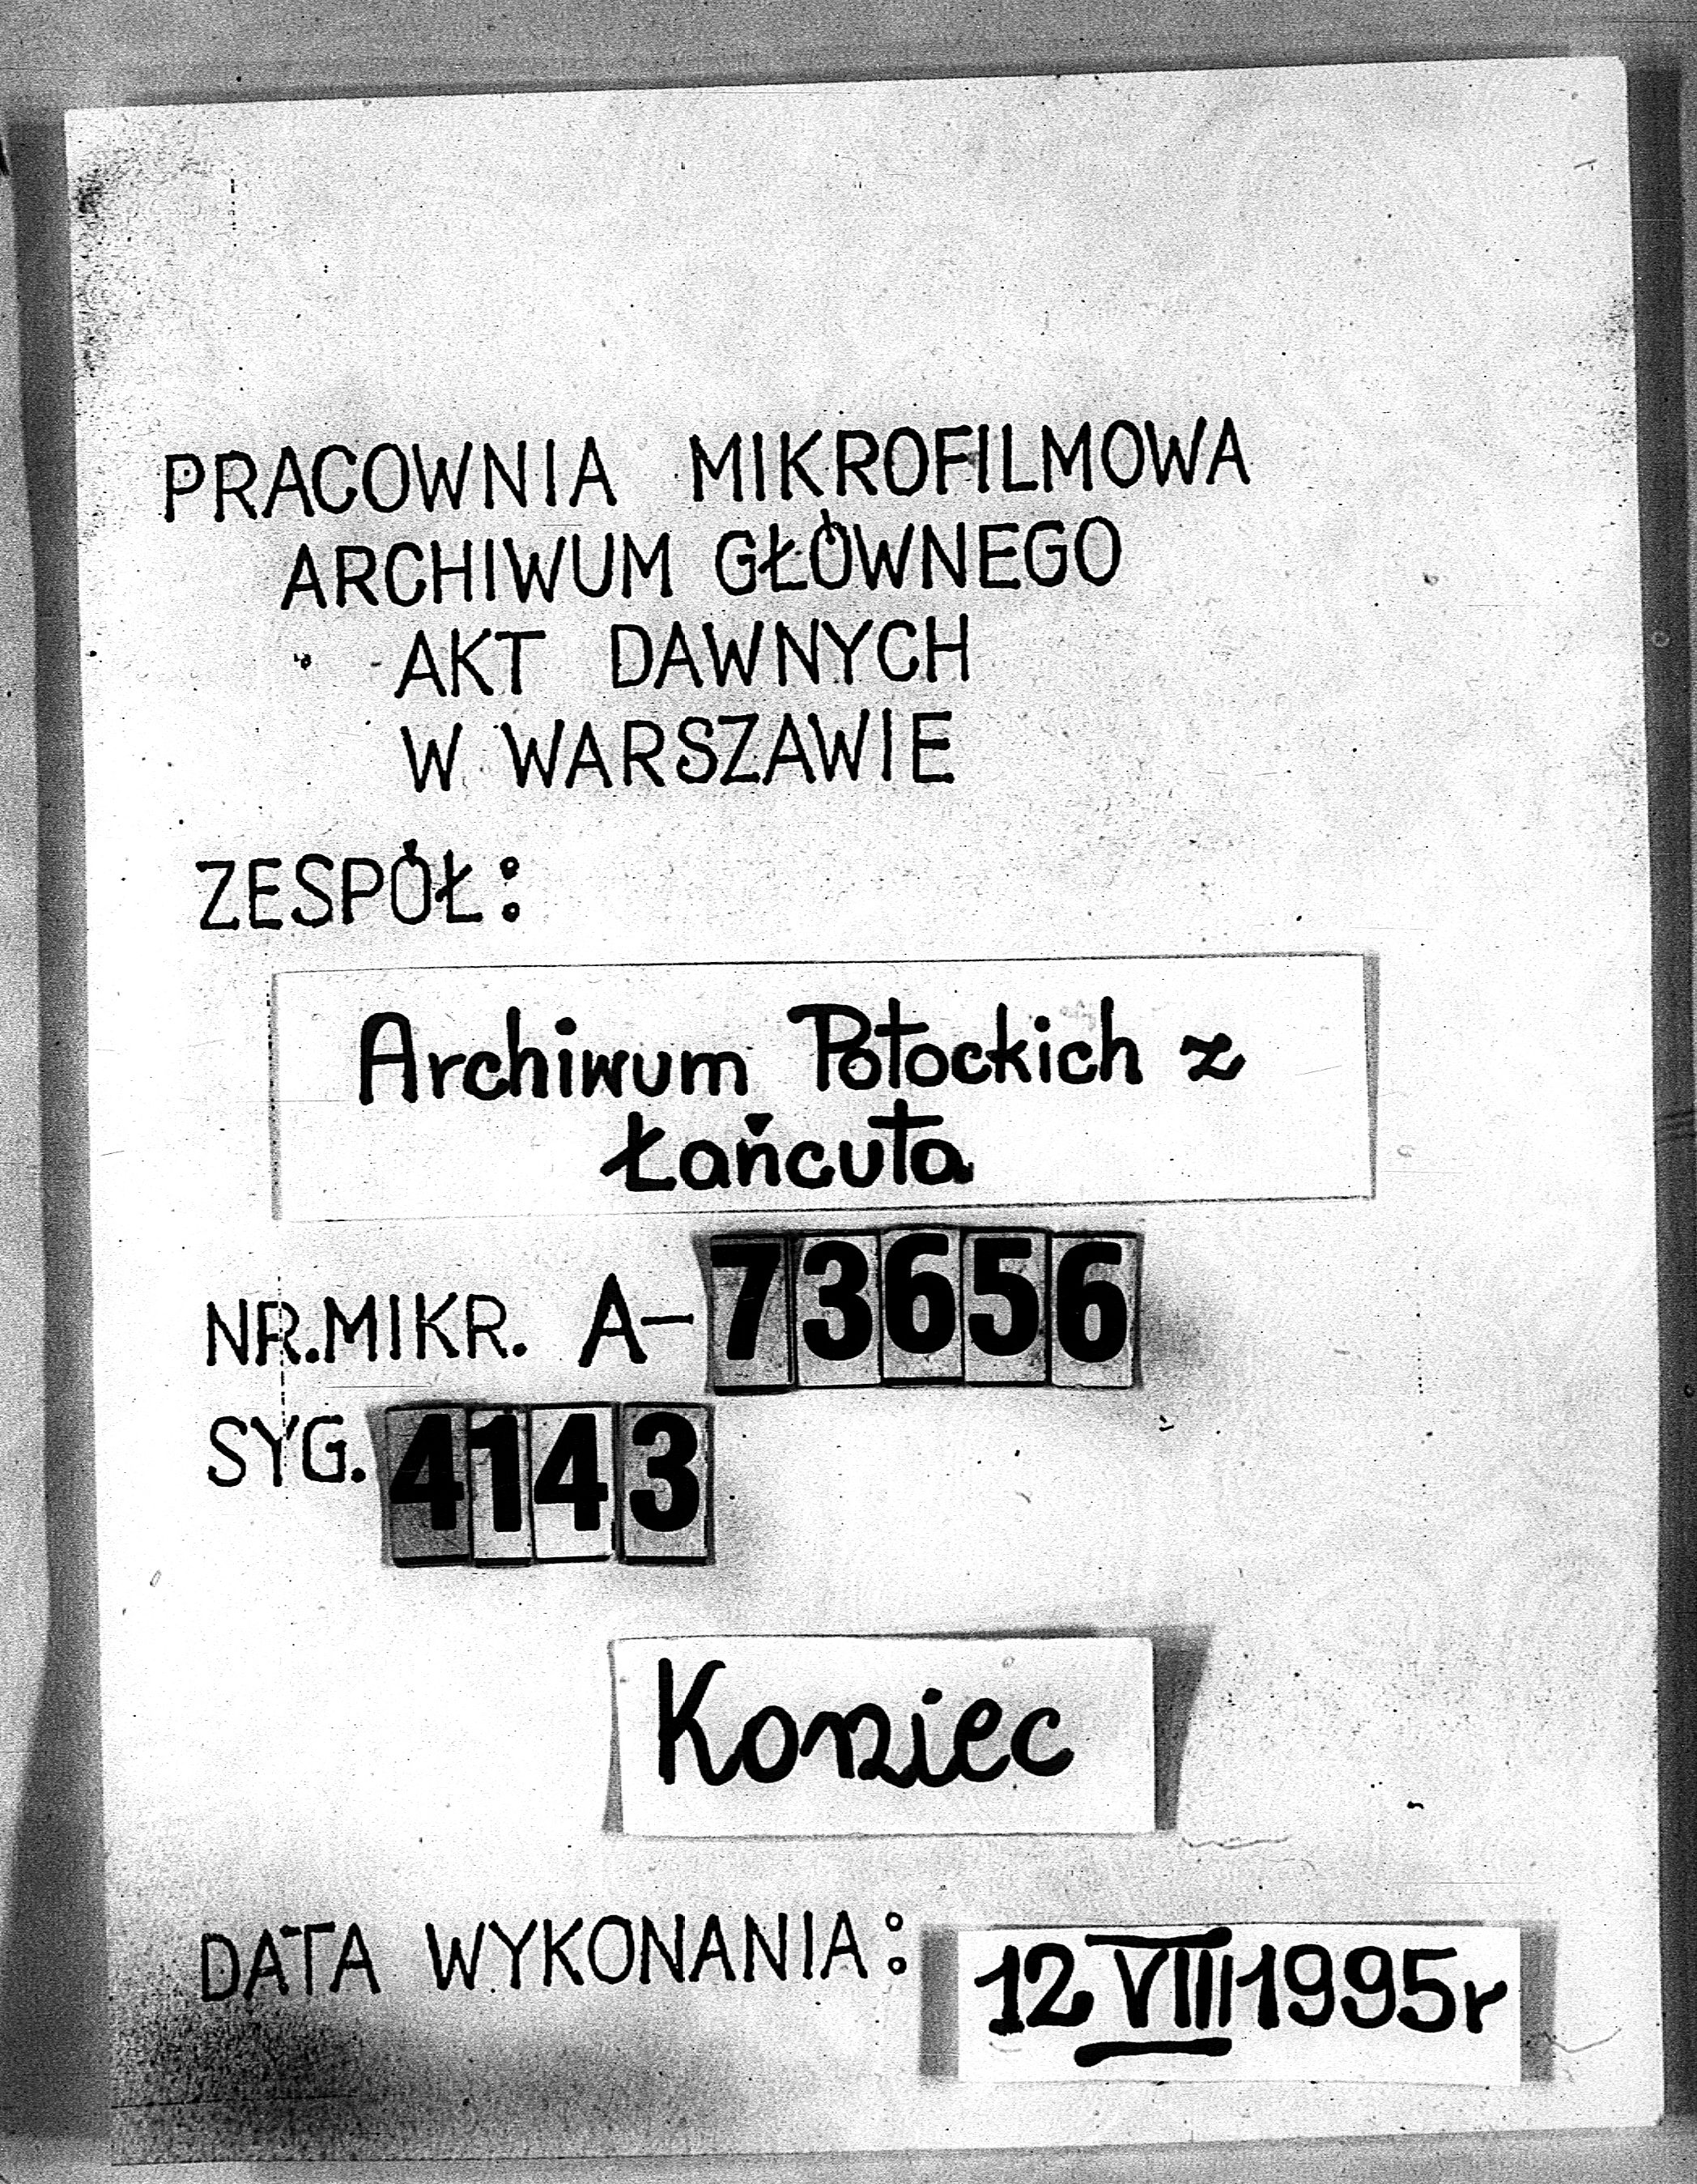 PRACOWNIA MIKROFILMOWA
ARCHIWUM GŁÓWNEGO
AKT DAWNYCH
W WARSZAWIE
ZESPÓŁ:
Archiwum Potockich z
Łańcuta
NR.MIKR. A-73656
SYG. 4143
Koniec
DATA WYKONANIA: 12 VIII 1995r